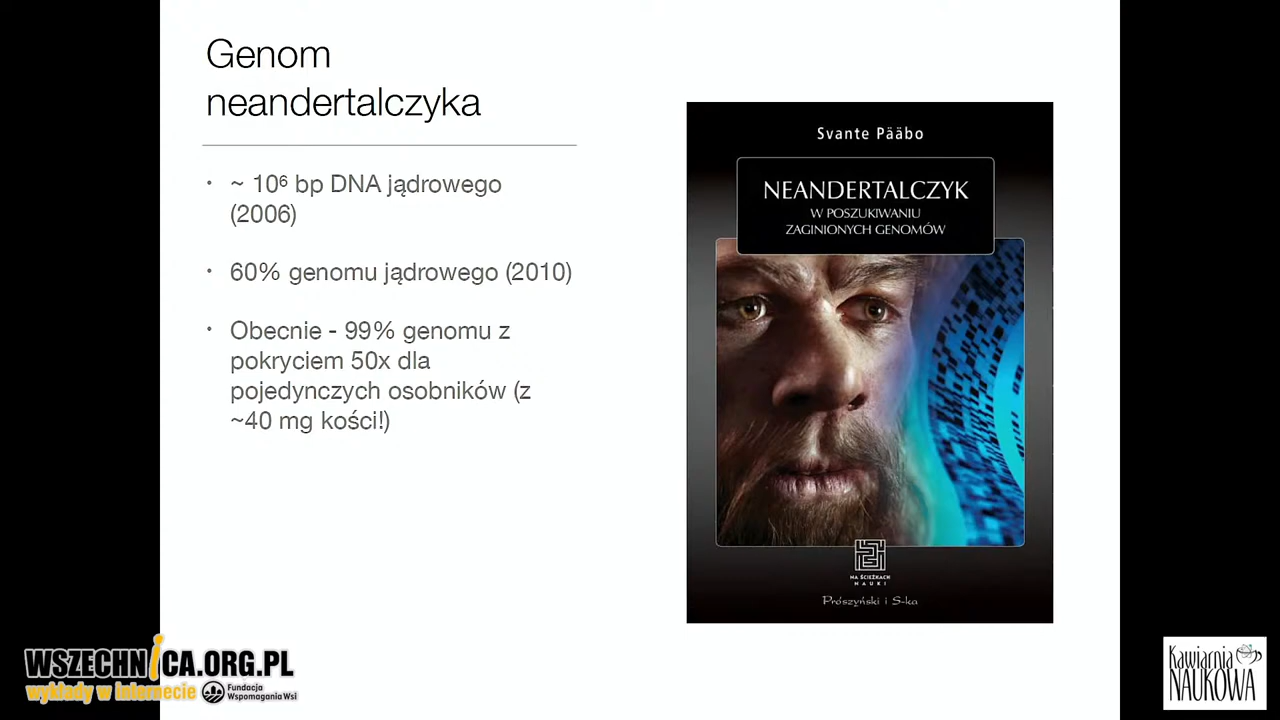 Genom
neandertalczyka
• ~ 10⁶ bp DNA jądrowego
(2006)
• 60% genomu jądrowego (2010)
• Obecnie - 99% genomu z
pokryciem 50x dla
pojedynczych osobników (z
~40 mg kości!)
Svante Pääbo
NEANDERTALCZYK
W POSZUKIWANIU
ZAGINIONYCH GENOMÓW
NA ŚCIEŻKACH
NAUKI
Prószyński i S-ka
WSZECHNICA.ORG.PL
wykłady w internecie
Fundacja
Wspomagania Wsi
Kawiarnia
NAUKOWA